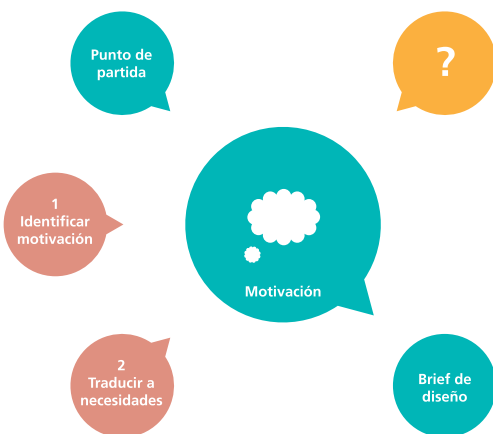 Punto de
partida
?
1
Identificar
motivación
Motivación
2
Traducir a
necesidades
Brief de
diseño